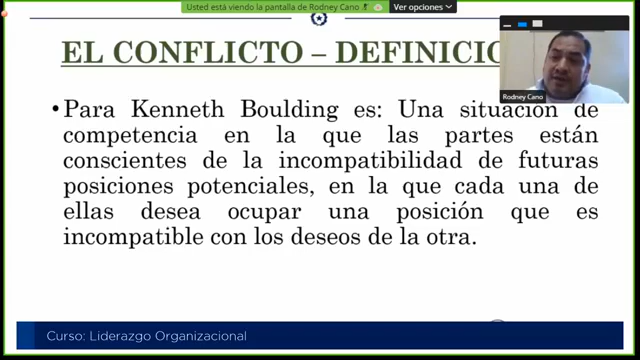 Usted está viendo la pantalla de Rodney Cano
Ver opciones
EL CONFLICTO – DEFINICIO
Rodney Cano
•Para Kenneth Boulding es: Una situación de
competencia en la que las partes están
conscientes de la incompatibilidad de futuras
posiciones potenciales, en la que cada una de
ellas desea ocupar una posición que es
incompatible con los deseos de la otra.
Curso: Liderazgo Organizacional